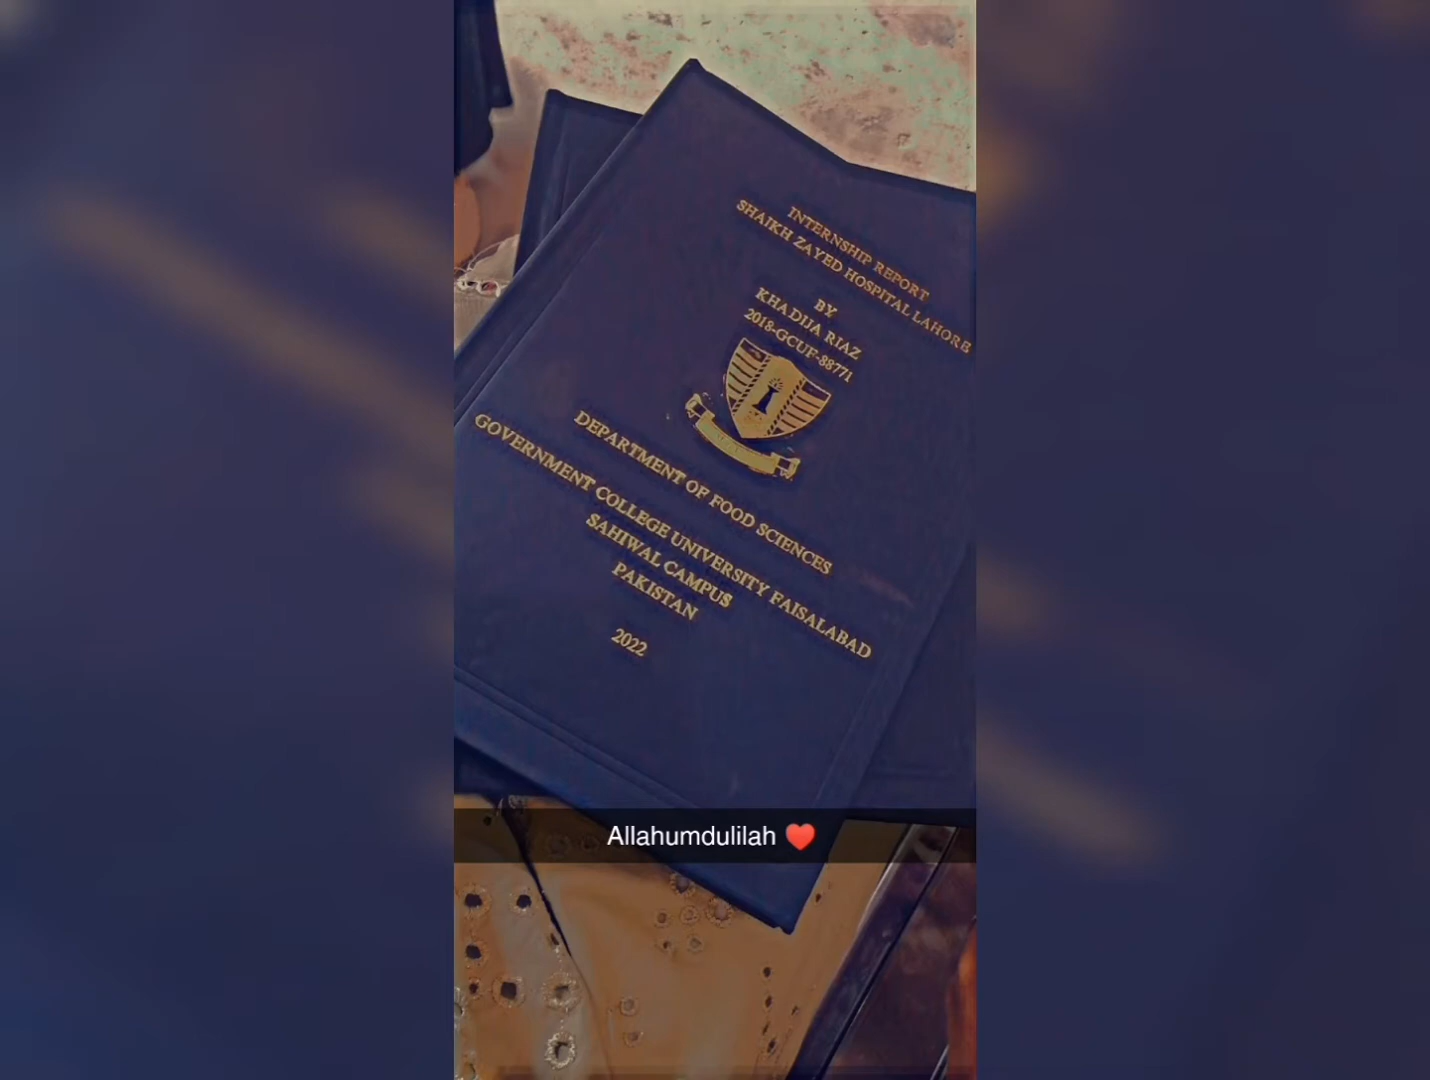 INTERNSHIP REPORT
SHAIKH ZAYED HOSPITAL LAHORE
BY
KHADIJA RIAZ
2018-GCUF-88771
DEPARTMENT OF FOOD SCIENCES
GOVERNMENT COLLEGE UNIVERSITY FAISALABAD
SAHIWAL CAMPUS
PAKISTAN
2022
Allahumdulilah ❤️